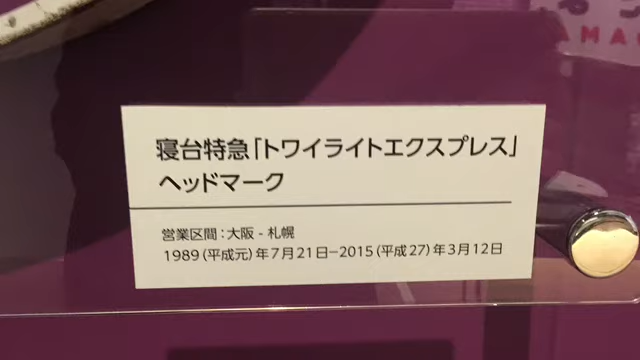 寝台特急「トワイライトエクスプレス」
ヘッドマーク
営業区間：大阪 - 札幌
1989(平成元)年7月21日−2015(平成27)年3月12日